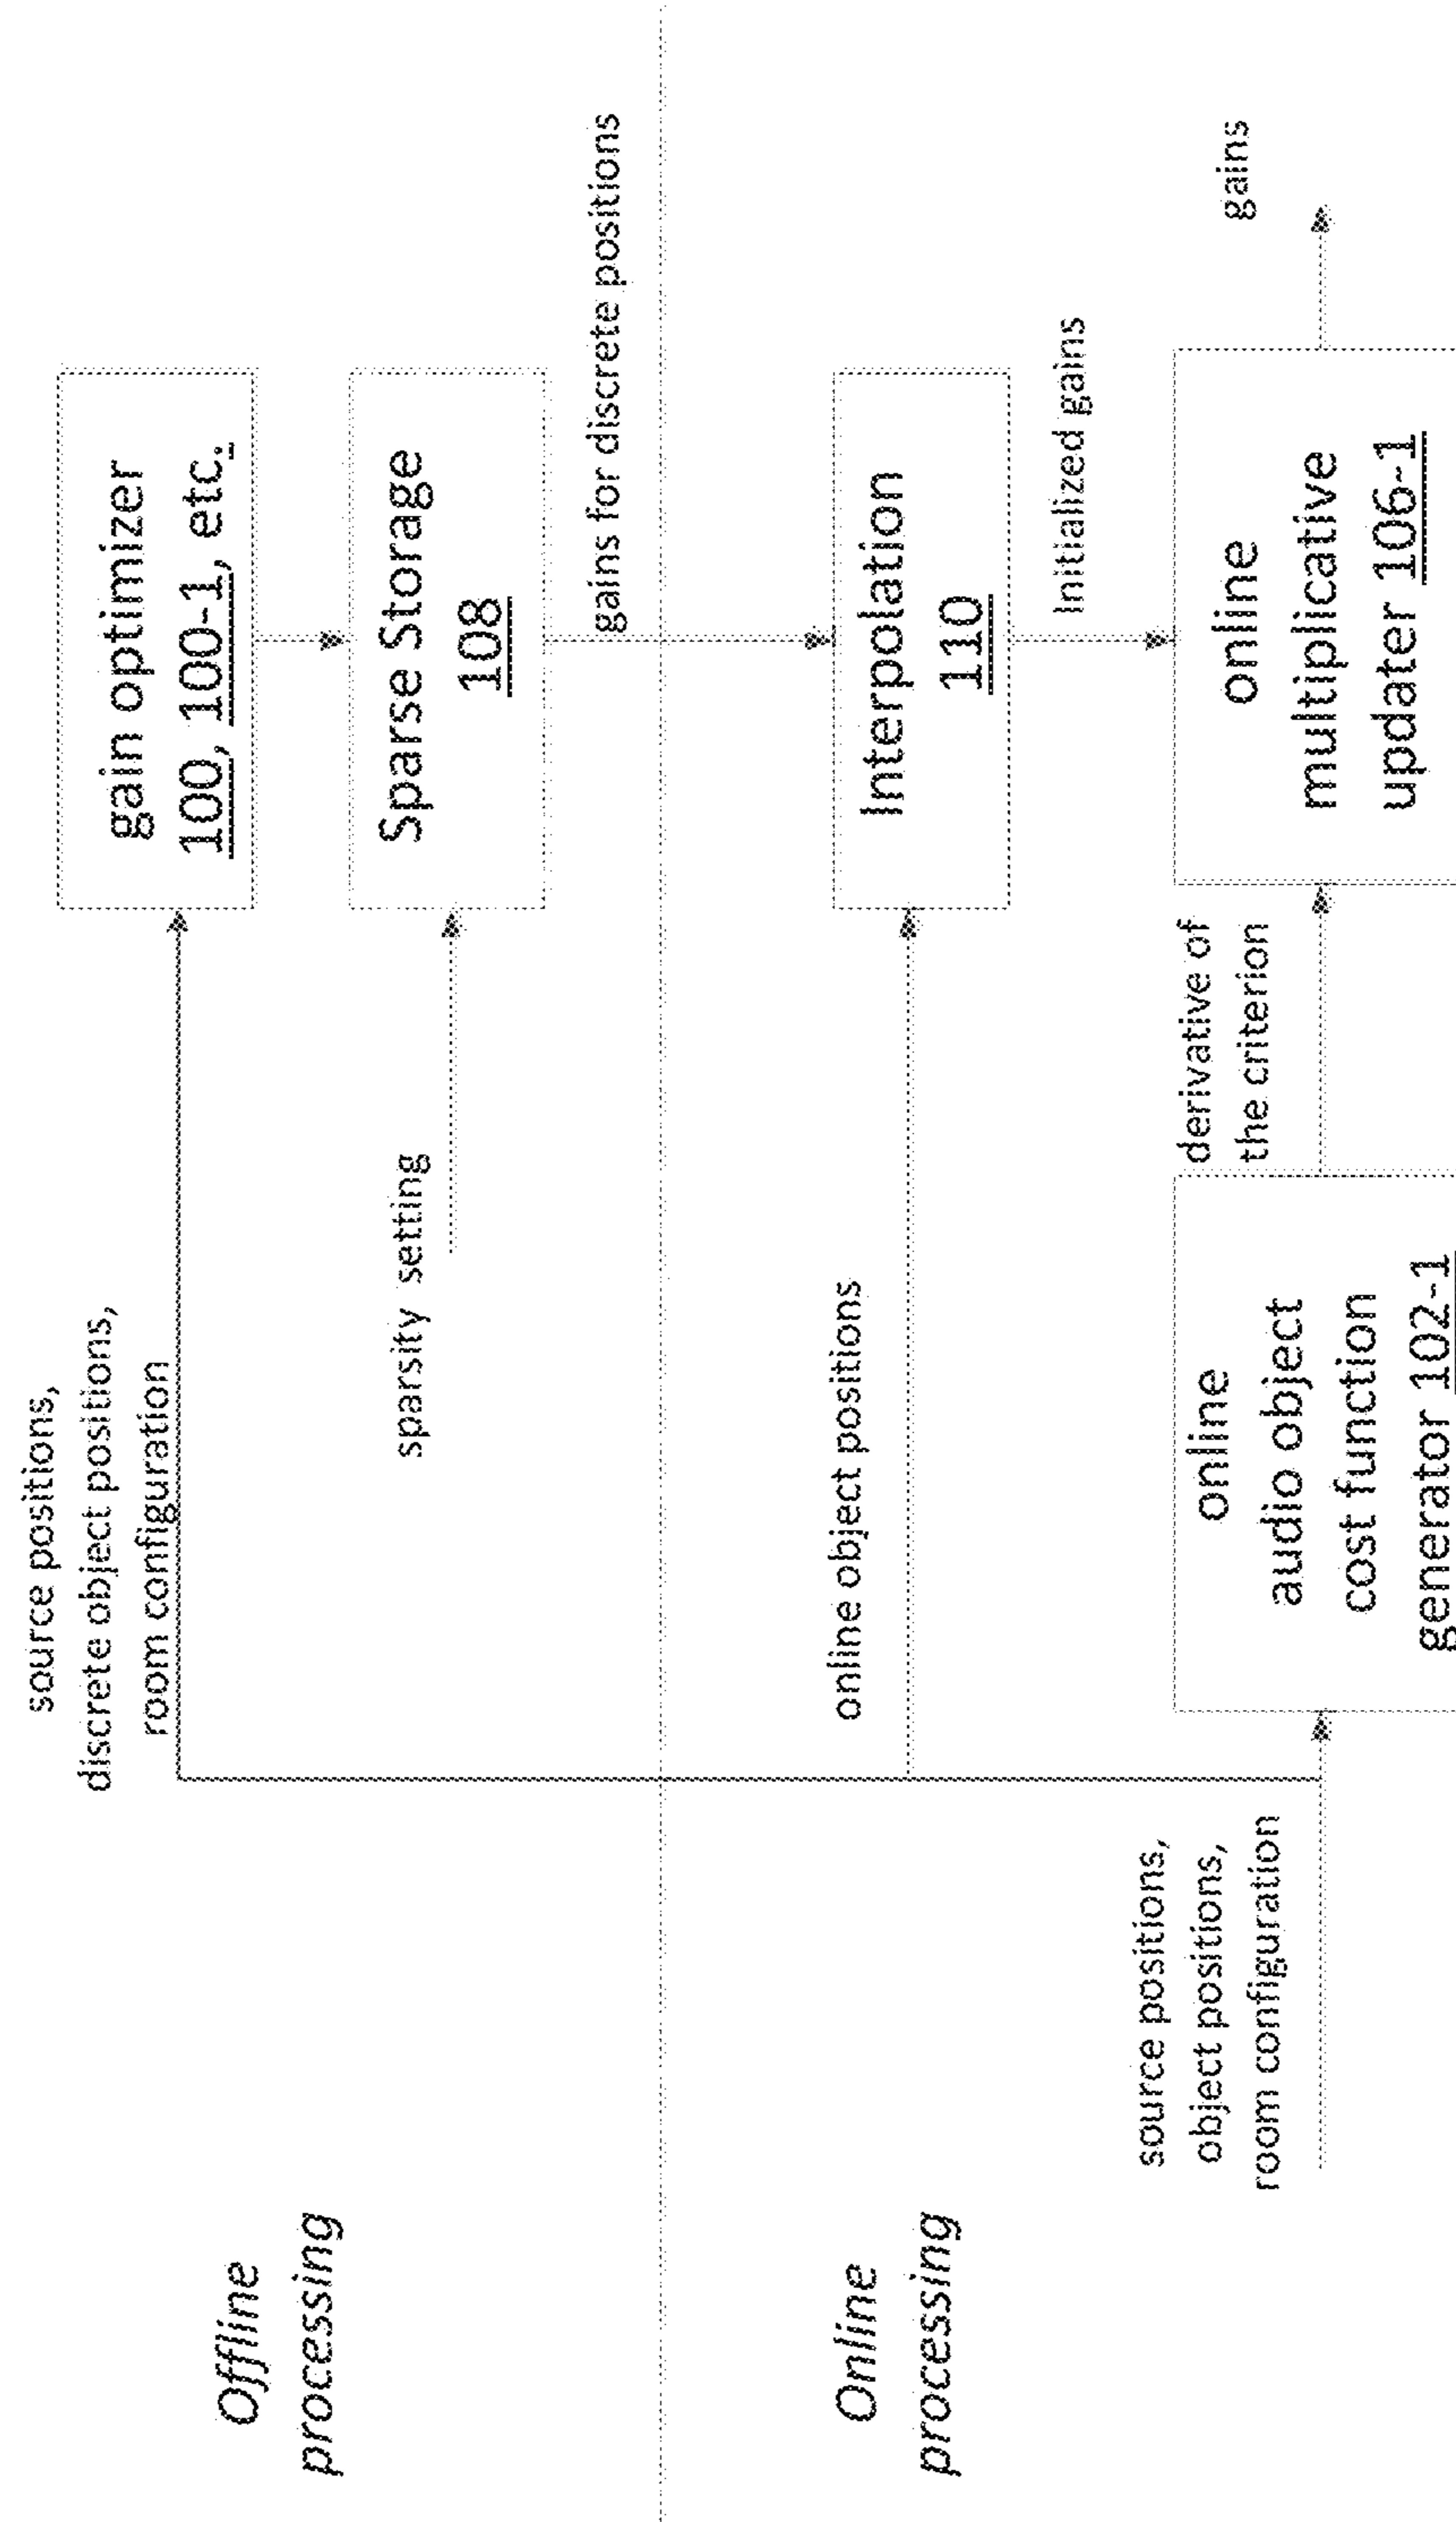 Offline
processing
source positions,
discrete object positions,
room configuration
gain optimizer
100, 100-1, etc.
sparsity setting
Sparse Storage
108
gains for discrete positions
Online
processing
online object positions
Interpolation
110
Initialized gains
source positions,
object positions,
room configuration
online
audio object
cost function
generator 102-1
derivative of
the criterion
online
multiplicative
updater 106-1
gains